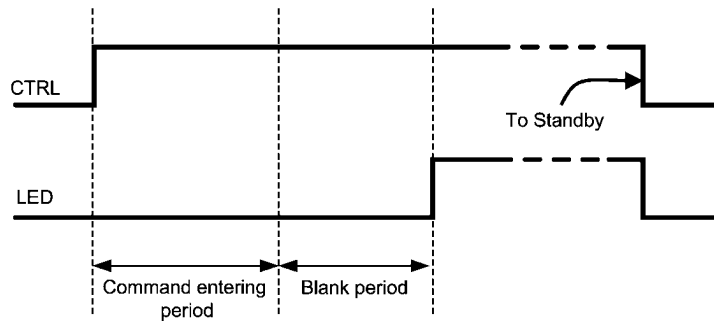 CTRL
To Standby
LED
Command entering
period
Blank period